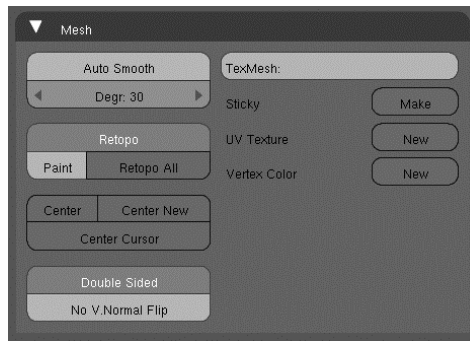 Mesh
Auto Smooth
Degr: 30
Retopo
Paint Retopo All
Center Center New
Center Cursor
Double Sided
No V.Normal Flip
TexMesh:
Sticky Make
UV Texture New
Vertex Color New